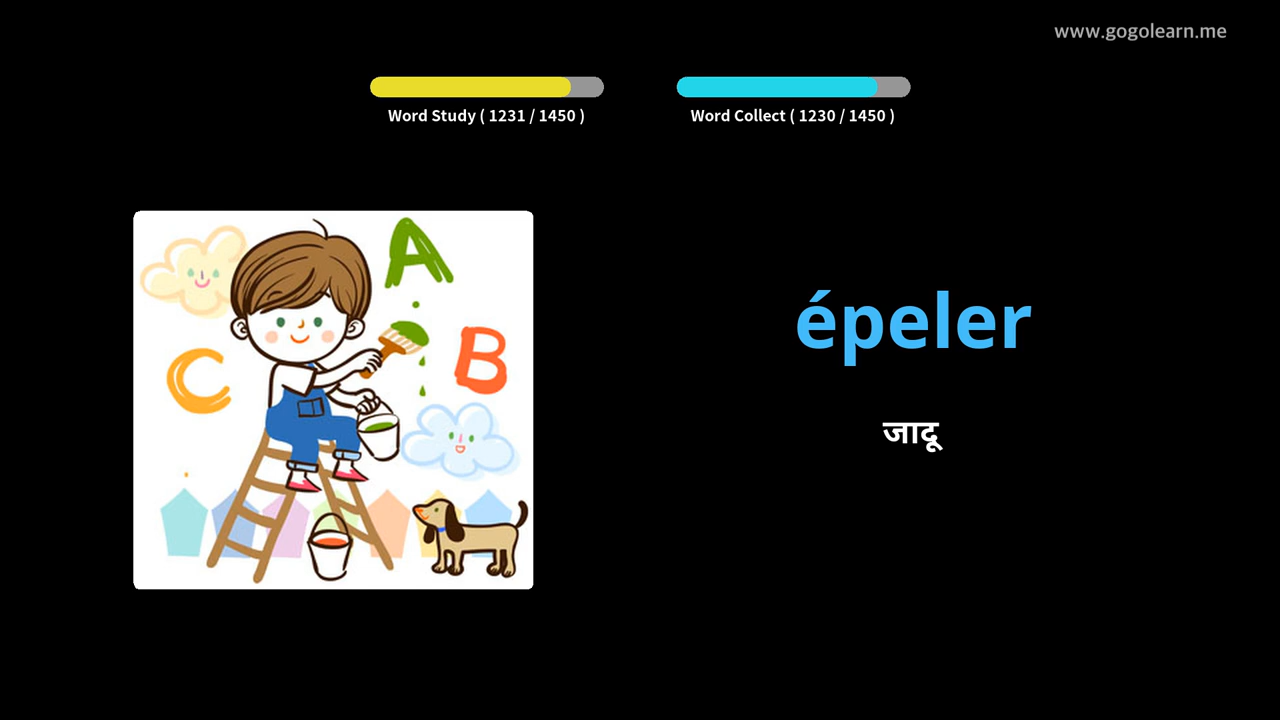 www.gogolearn.me
Word Study ( 1231 / 1450 )
Word Collect ( 1230 / 1450 )
A
B
C
épeler
जादू